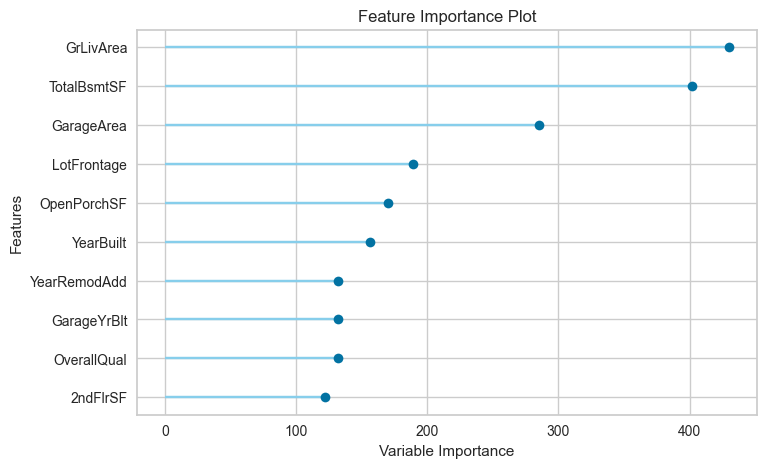 Feature Importance Plot
Features
GrLivArea
TotalBsmtSF
GarageArea
LotFrontage
OpenPorchSF
YearBuilt
YearRemodAdd
GarageYrBlt
OverallQual
2ndFlrSF
0 100 200 300 400
Variable Importance